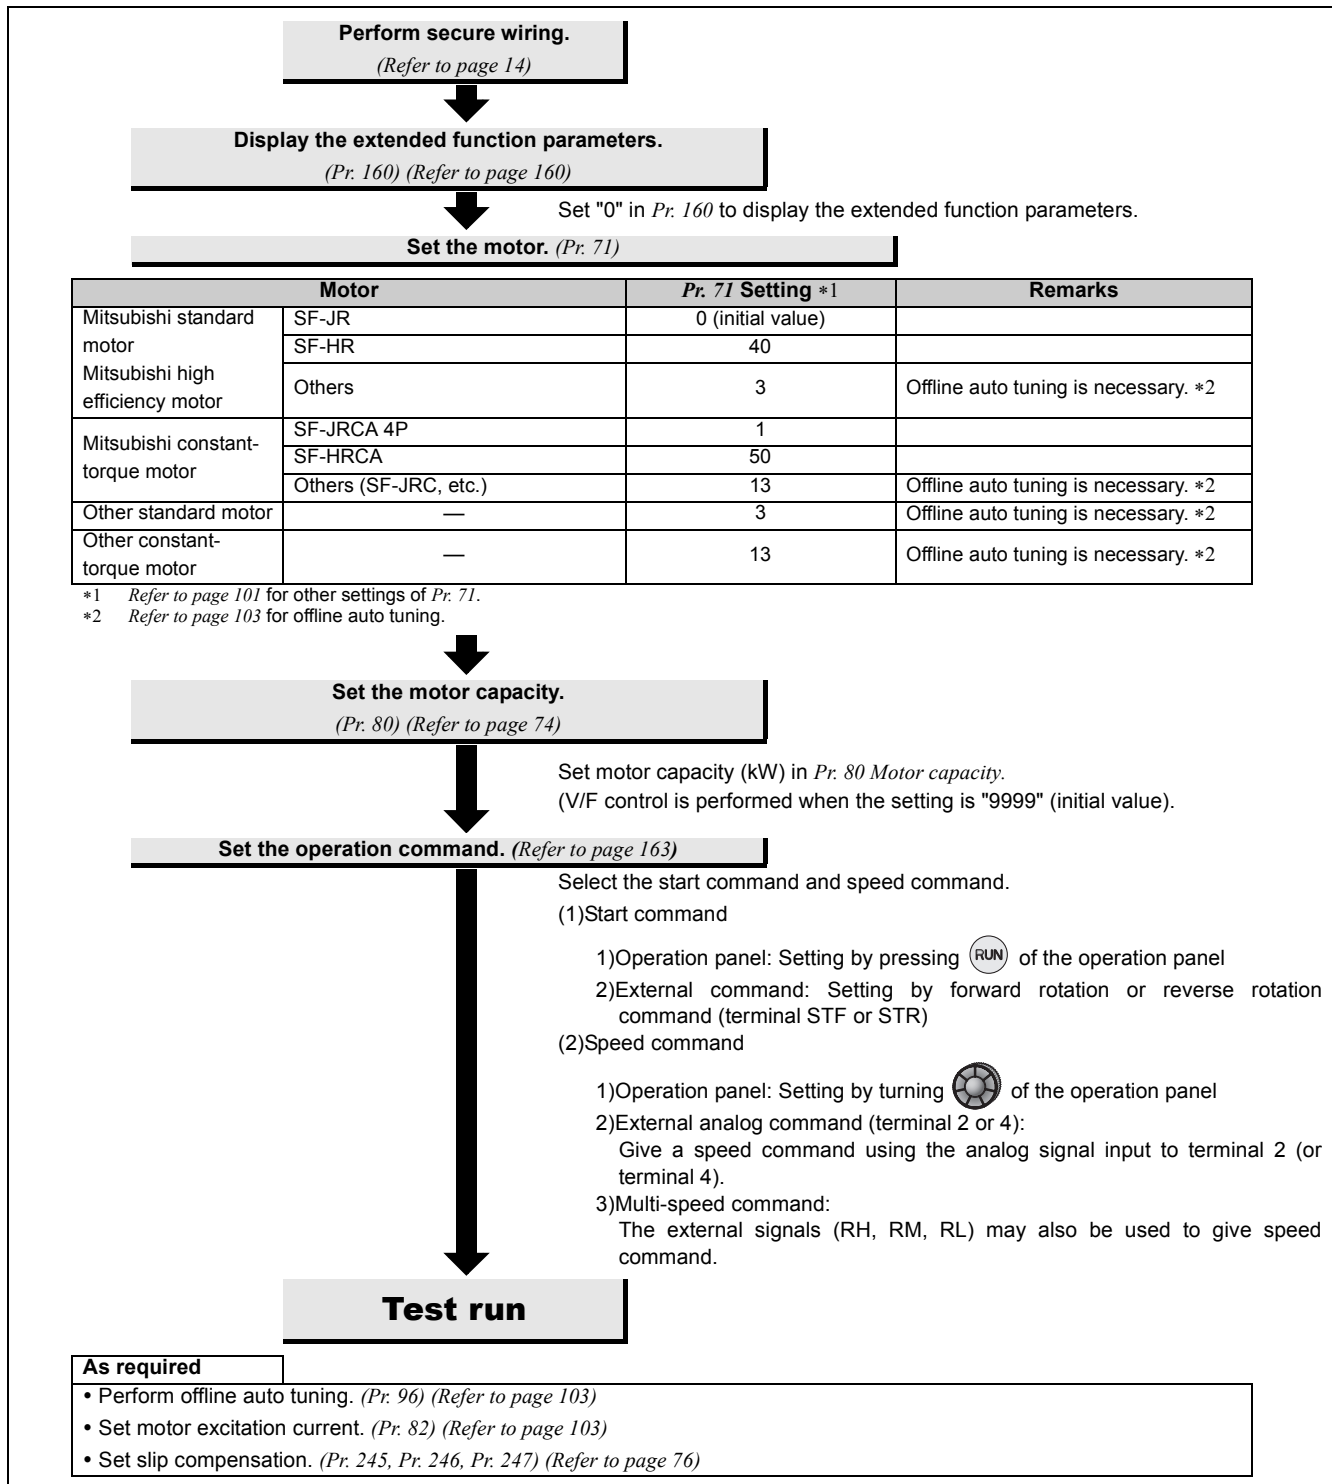 Perform secure wiring.
(Refer to page 14)
Display the extended function parameters.
(Pr. 160) (Refer to page 160)
Set "0" in Pr. 160 to display the extended function parameters.
Set the motor. (Pr. 71)
Motor Pr. 71 Setting *1 Remarks
Mitsubishi standard motor
Mitsubishi high efficiency motor
SF-JR 0 (initial value)
SF-HR 40
Others 3 Offline auto tuning is necessary. *2
Mitsubishi constant-
torque motor
SF-JRCA 4P 1
SF-HRCA 50
Others (SF-JRC, etc.) 13 Offline auto tuning is necessary. *2
Other standard motor — 3 Offline auto tuning is necessary. *2
Other constant-
torque motor — 13 Offline auto tuning is necessary. *2
*1 Refer to page 101 for other settings of Pr. 71.
*2 Refer to page 103 for offline auto tuning.
Set the motor capacity.
(Pr. 80) (Refer to page 74)
Set motor capacity (kW) in Pr. 80 Motor capacity.
(V/F control is performed when the setting is "9999" (initial value).
Set the operation command. (Refer to page 163)
Select the start command and speed command.
(1)Start command
1)Operation panel: Setting by pressing RUN of the operation panel
2)External command: Setting by forward rotation or reverse rotation
command (terminal STF or STR)
(2)Speed command
1)Operation panel: Setting by turning of the operation panel
2)External analog command (terminal 2 or 4):
Give a speed command using the analog signal input to terminal 2 (or
terminal 4).
3)Multi-speed command:
The external signals (RH, RM, RL) may also be used to give speed
command.
Test run
As required
• Perform offline auto tuning. (Pr. 96) (Refer to page 103)
• Set motor excitation current. (Pr. 82) (Refer to page 103)
• Set slip compensation. (Pr. 245, Pr. 246, Pr. 247) (Refer to page 76)